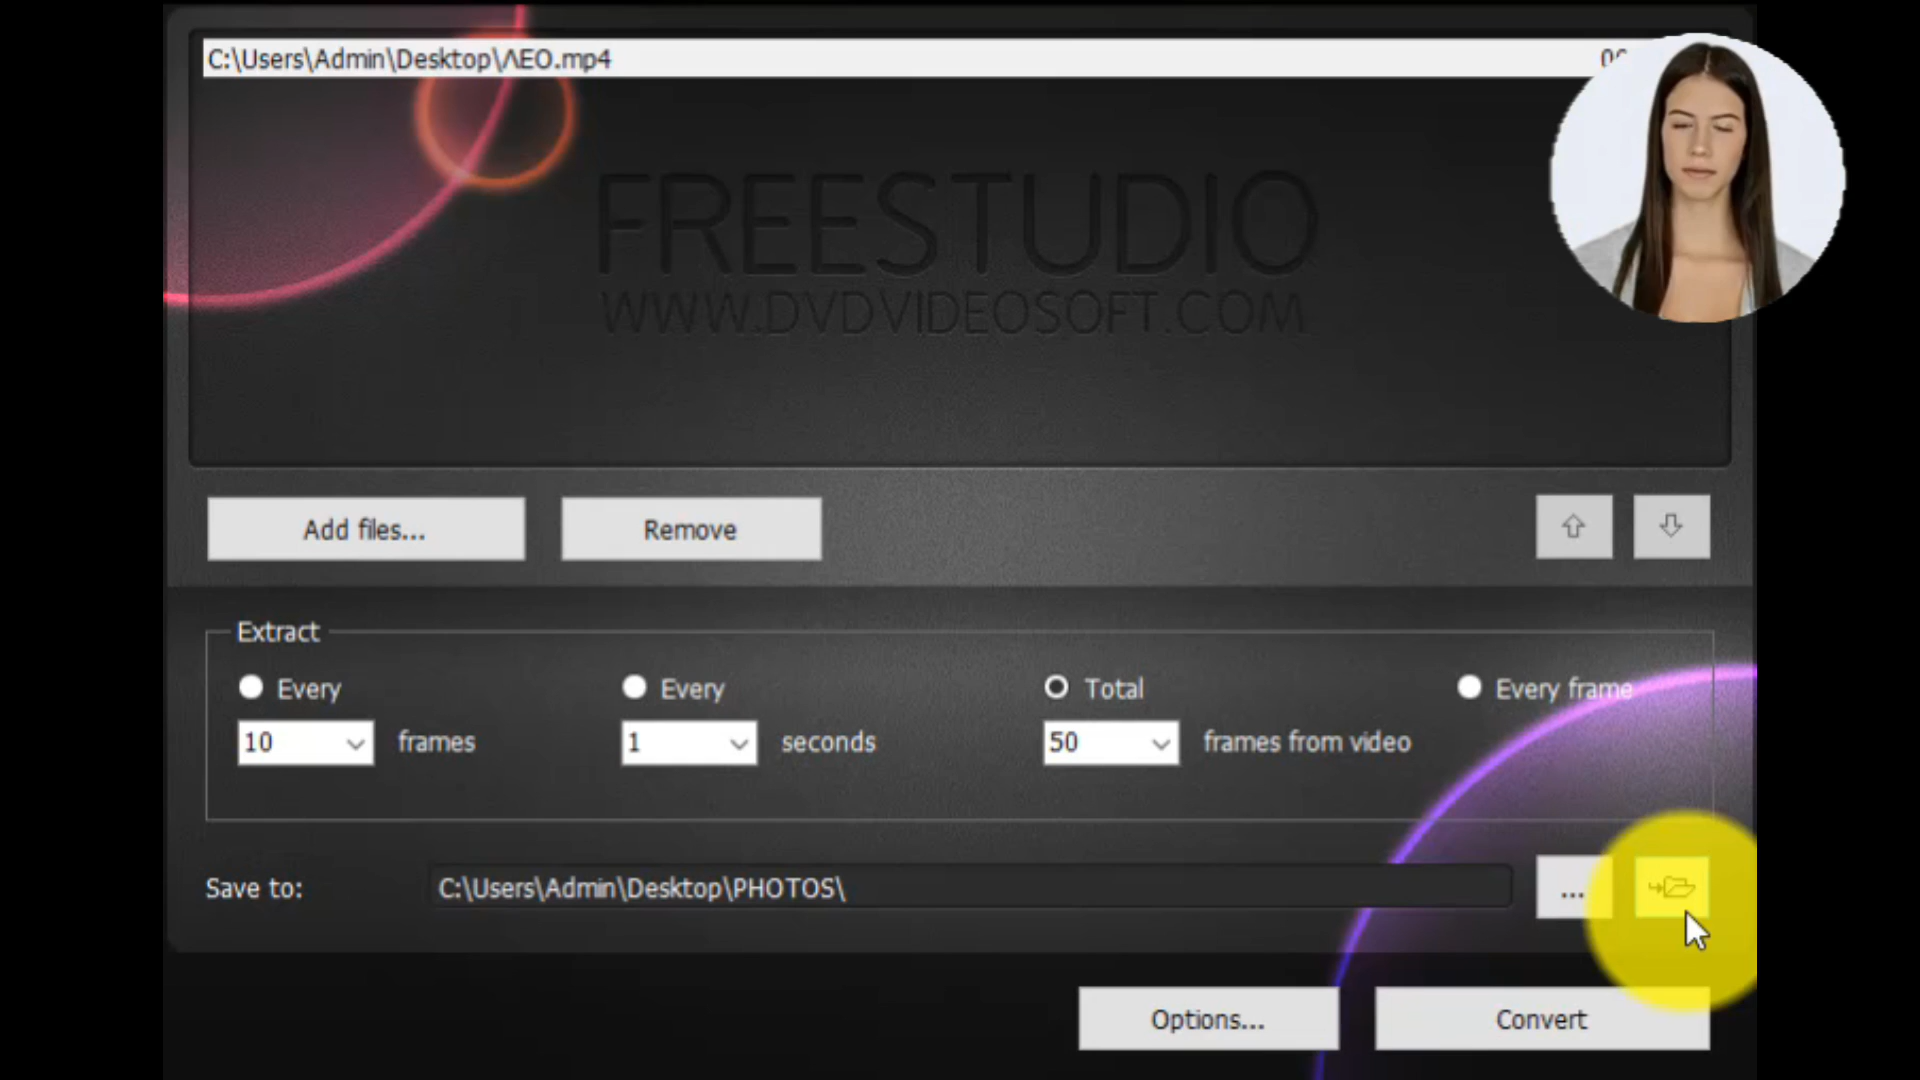 C:\Users\Admin\Desktop\ΛEO.mp4
FREESTUDIO
WWW.DVDVIDEOSOFT.COM
Add files...
Remove
Extract
Every
Every
Total
Every frame
10
frames
1
seconds
50
frames from video
Save to:
C:\Users\Admin\Desktop\PHOTOS\
...
Options...
Convert